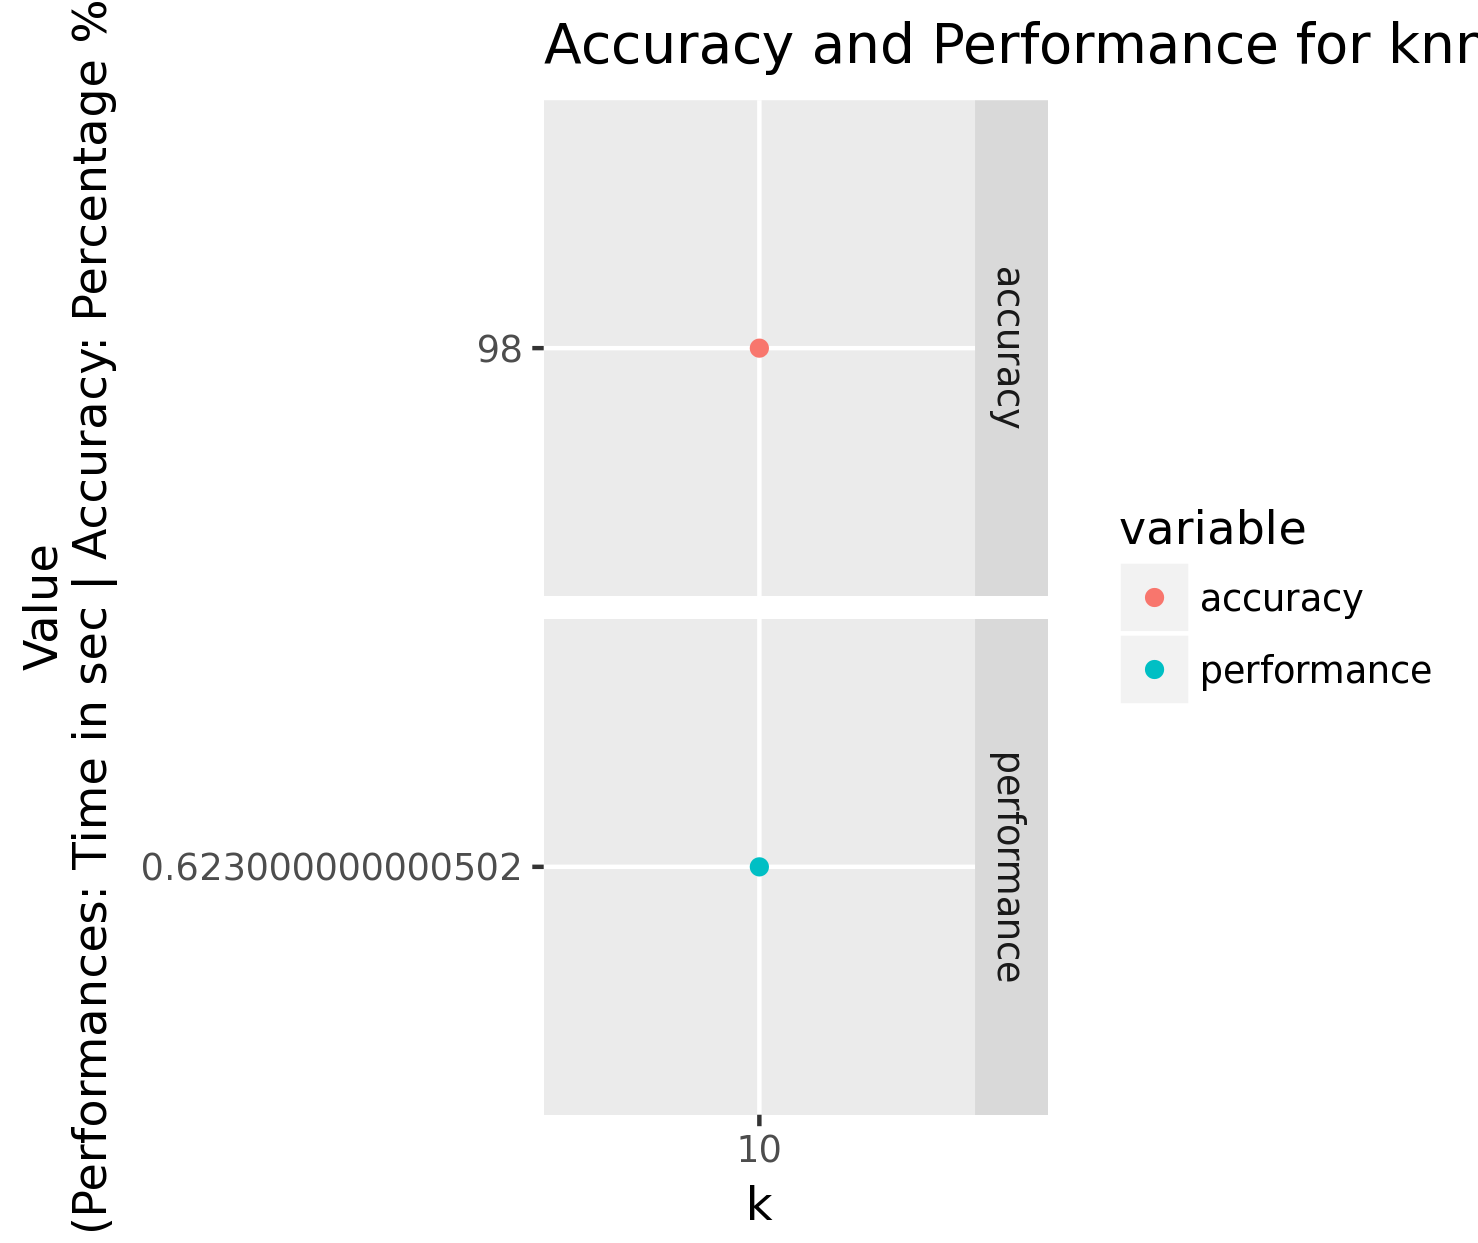 Accuracy and Performance for knn
Value
(Performances: Time in sec | Accuracy: Percentage %
98
accuracy
0.623000000000502
performance
10
k
variable
accuracy
performance